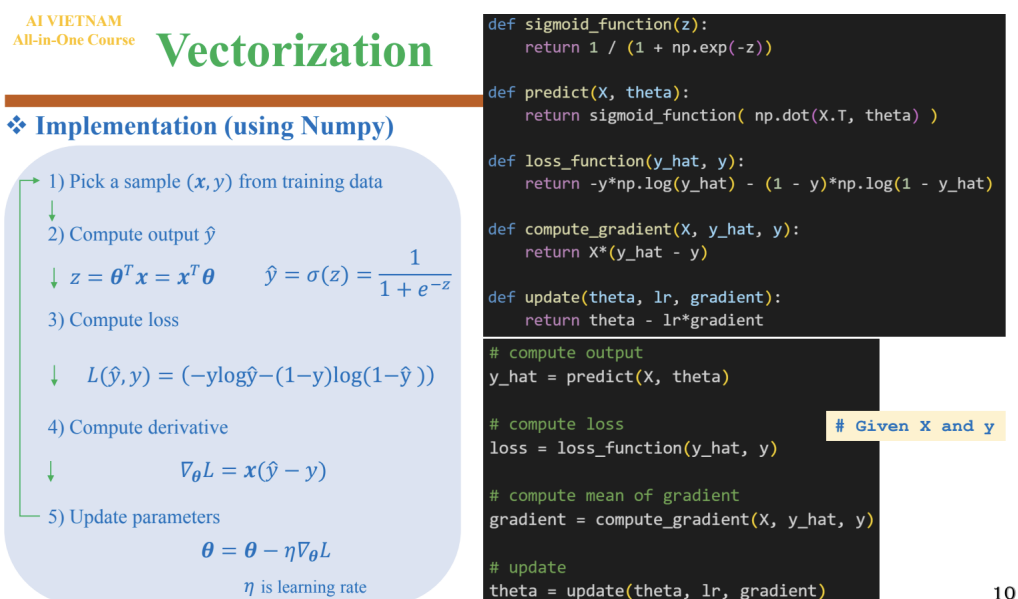 AI VIETNAM
All-in-One Course
Vectorization
❖ Implementation (using Numpy)
1) Pick a sample (𝒙, y) from training data
2) Compute output ŷ
z = 𝜽ᵀ𝒙 = 𝒙ᵀ𝜽    ŷ = σ(z) = 1 / (1 + e⁻ᶻ)
3) Compute loss
L(ŷ, y) = (−ylogŷ−(1−y)log(1−ŷ ))
4) Compute derivative
∇𝜽L = 𝒙(ŷ − y)
5) Update parameters
𝜽 = 𝜽 − η∇𝜽L
η is learning rate
def sigmoid_function(z):
    return 1 / (1 + np.exp(-z))
def predict(X, theta):
    return sigmoid_function( np.dot(X.T, theta) )
def loss_function(y_hat, y):
    return -y*np.log(y_hat) - (1 - y)*np.log(1 - y_hat)
def compute_gradient(X, y_hat, y):
    return X*(y_hat - y)
def update(theta, lr, gradient):
    return theta - lr*gradient
# compute output
y_hat = predict(X, theta)
# compute loss
loss = loss_function(y_hat, y)
# Given X and y
# compute mean of gradient
gradient = compute_gradient(X, y_hat, y)
# update
theta = update(theta, lr, gradient)
10